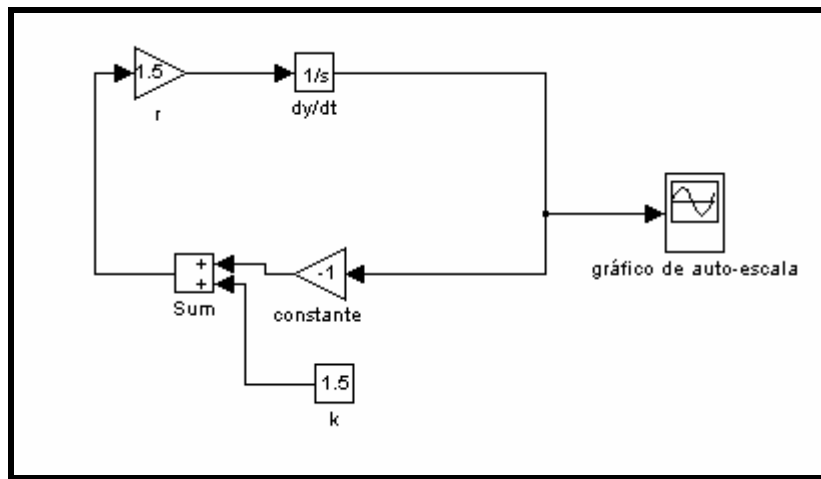 1.5
r
1/s
dy/dt
gráfico de auto-escala
+
+
Sum
-1
constante
1.5
k